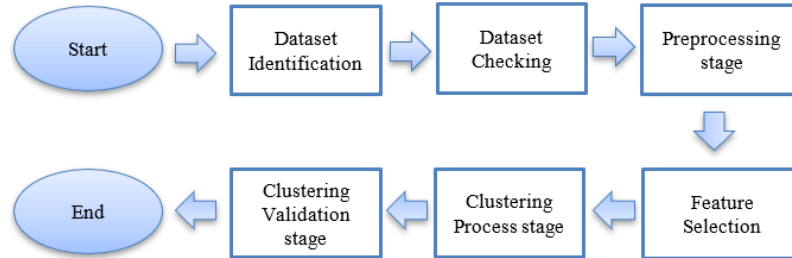 Start
Dataset
Identification
Dataset
Checking
Preprocessing
stage
Feature
Selection
Clustering
Process stage
Clustering
Validation
stage
End